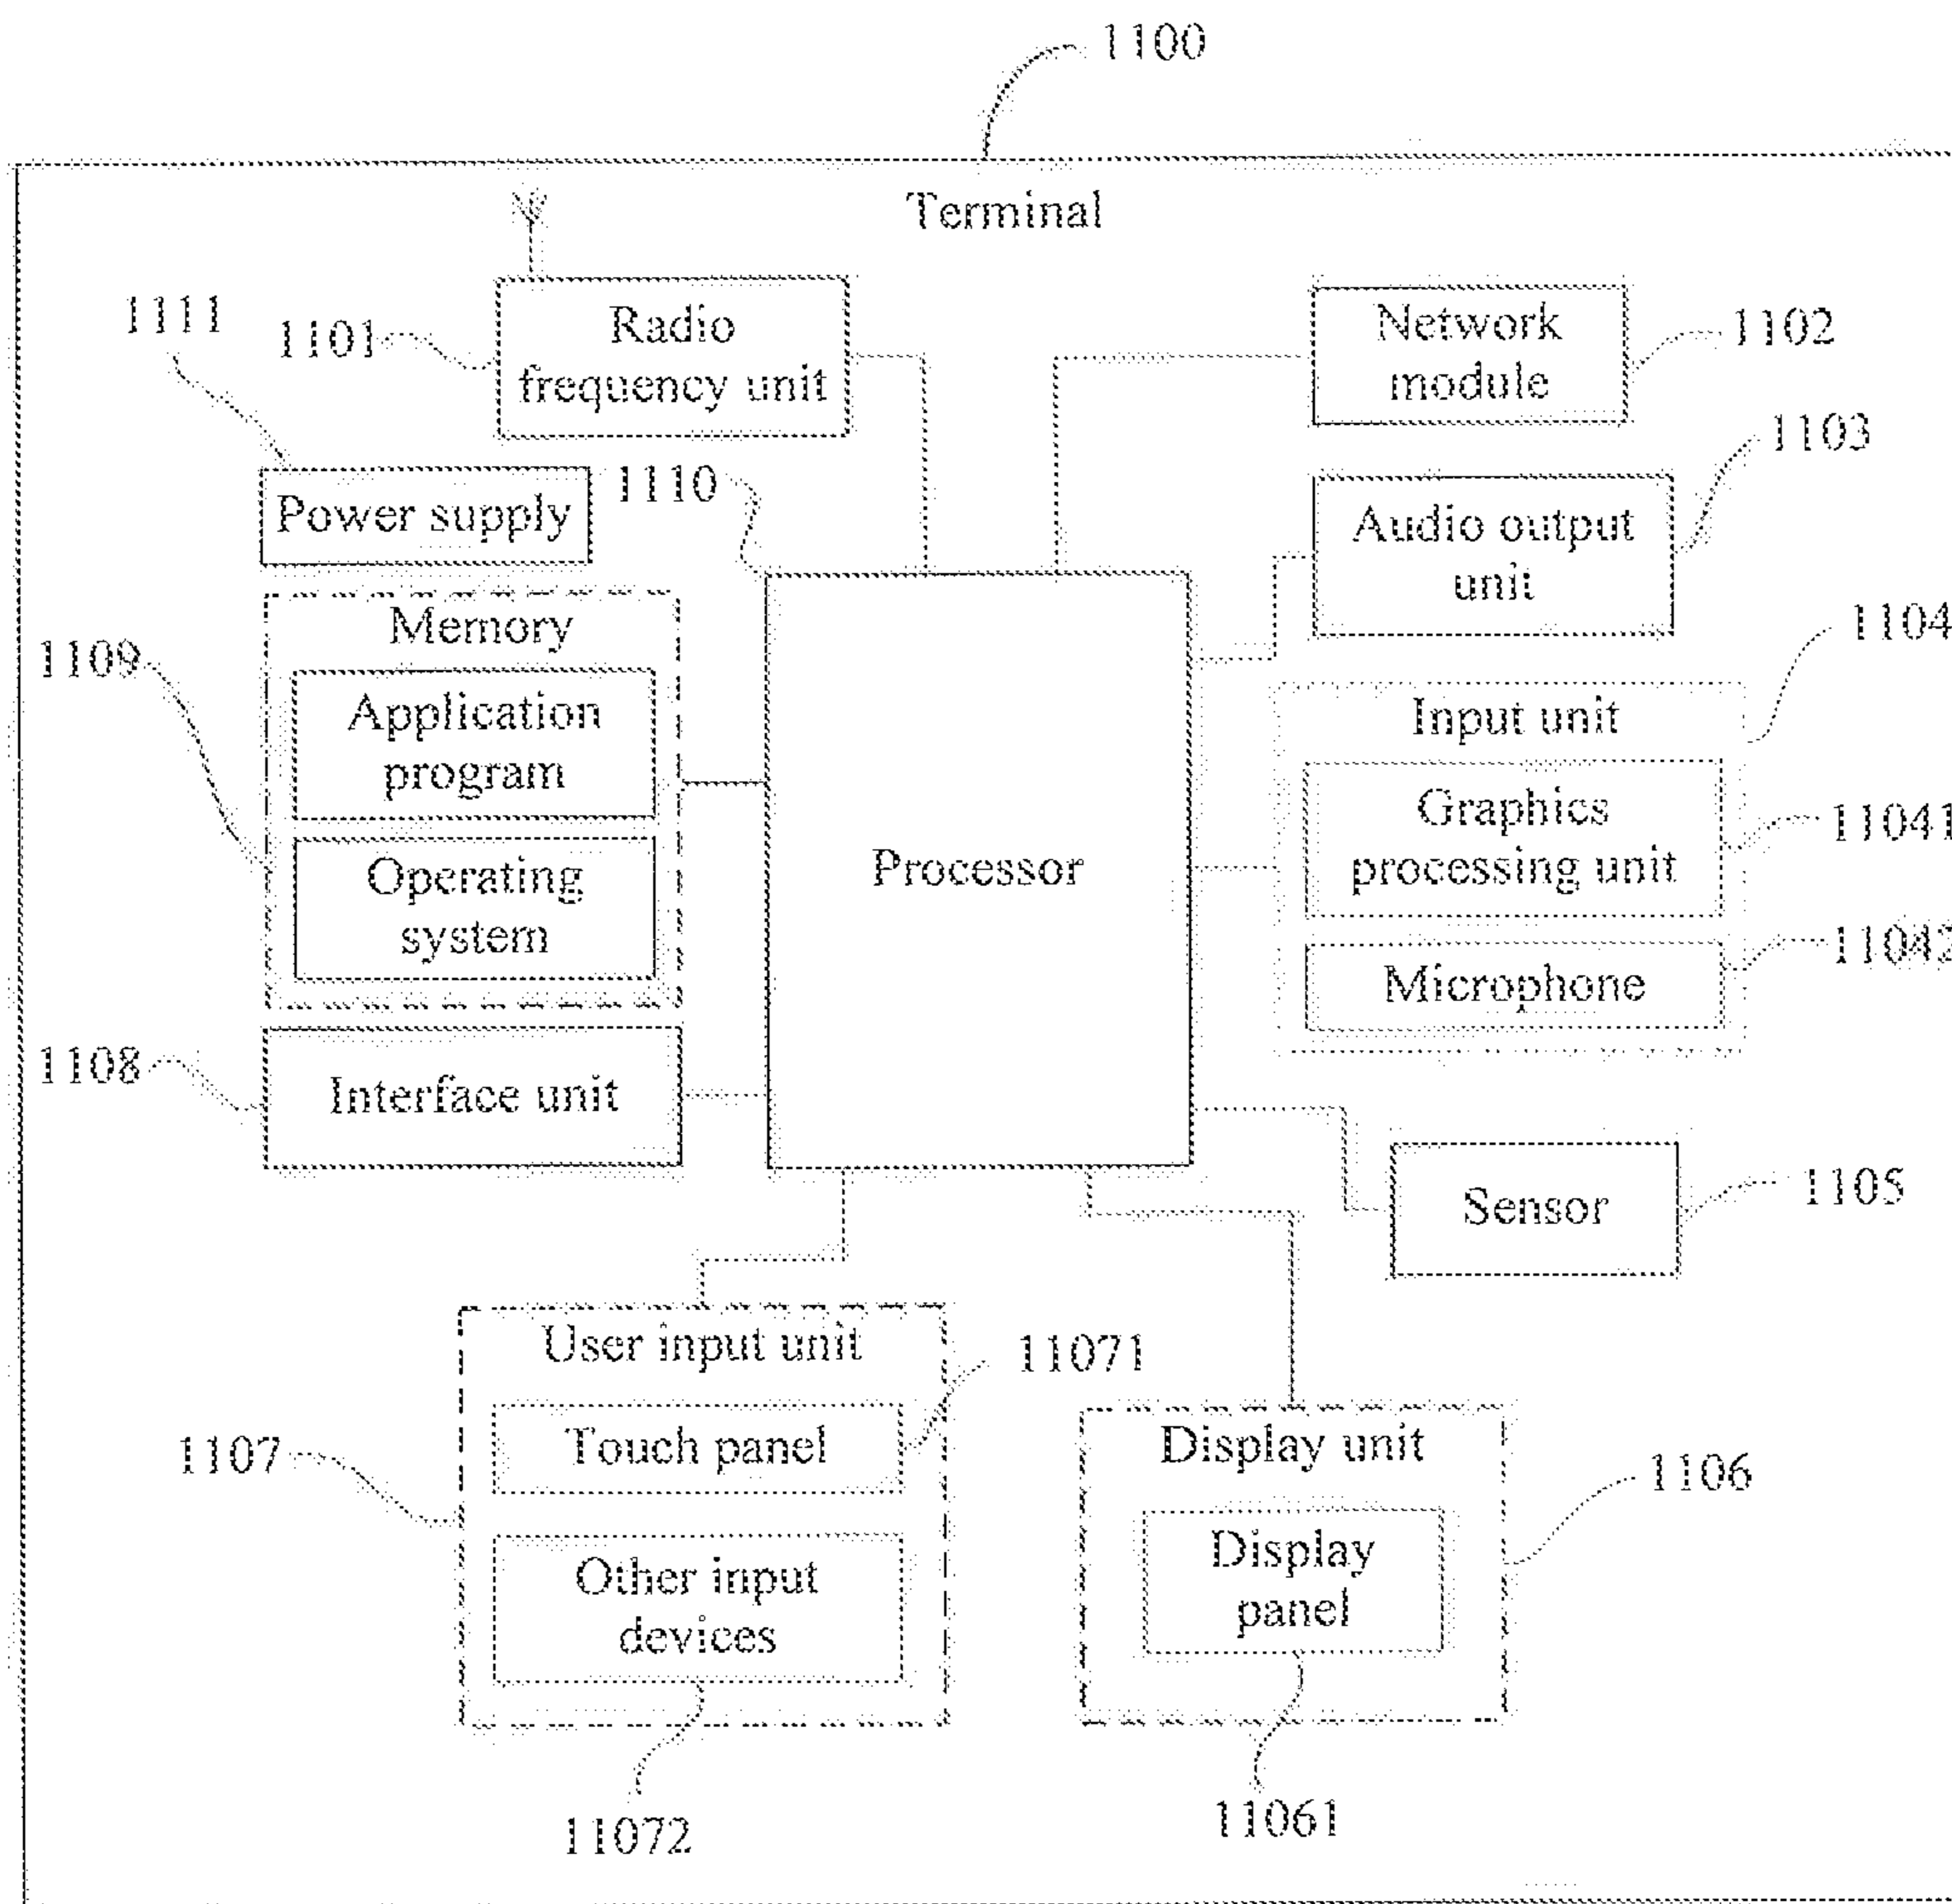 1100
Terminal
1111
1101
Radio
frequency unit
Network
module
1102
1103
Power supply
1110
Audio output
unit
Memory
1109
Application
program
Operating
system
Processor
1104
Input unit
Graphics
processing unit
11041
Microphone
11042
1108
Interface unit
Sensor
1105
User input unit
11071
Touch panel
1107
Other input
devices
11072
Display unit
1106
Display
panel
11061